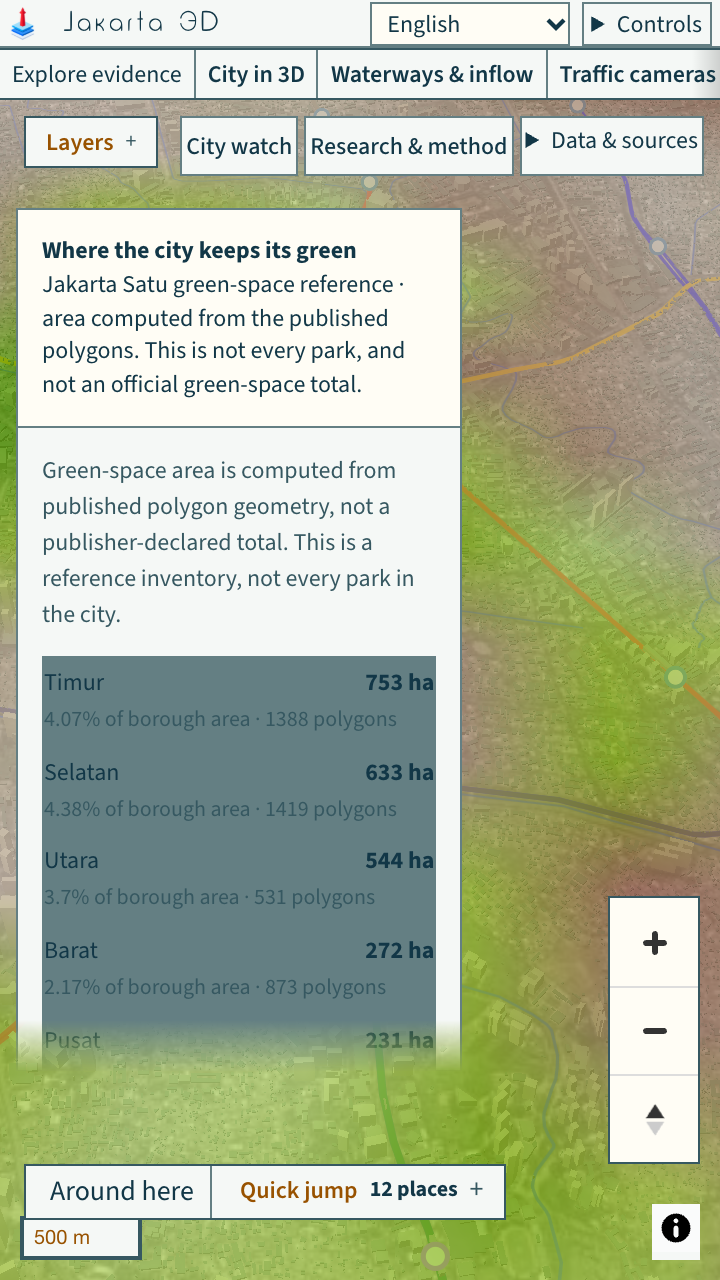 Jakarta 3D
English
Controls
Explore evidence
City in 3D
Waterways & inflow
Traffic cameras
Layers +
City watch
Research & method
Data & sources
Where the city keeps its green
Jakarta Satu green-space reference ·
area computed from the published
polygons. This is not every park, and
not an official green-space total.
Green-space area is computed from
published polygon geometry, not a
publisher-declared total. This is a
reference inventory, not every park in
the city.
Timur 753 ha
4.07% of borough area · 1388 polygons
Selatan 633 ha
4.38% of borough area · 1419 polygons
Utara 544 ha
3.7% of borough area · 531 polygons
Barat 272 ha
2.17% of borough area · 873 polygons
Pusat 231 ha
Around here
Quick jump 12 places +
500 m